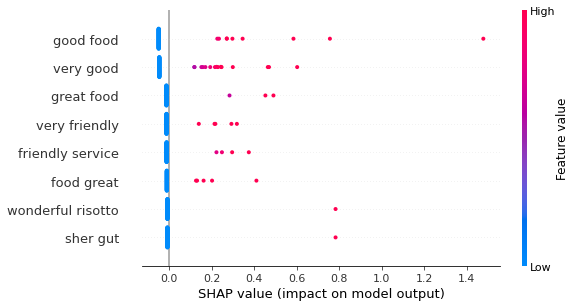 High
good food
very good
great food
very friendly
friendly service
food great
wonderful risotto
sher gut
Feature value
Low
0.0 0.2 0.4 0.6 0.8 1.0 1.2 1.4
SHAP value (impact on model output)